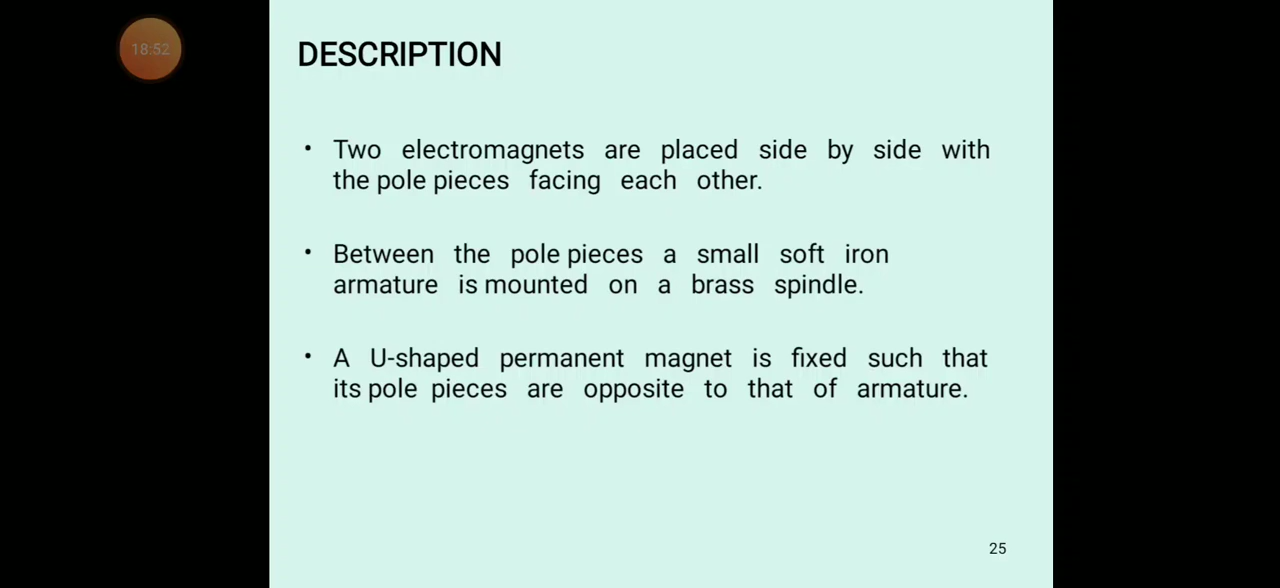 18:52
DESCRIPTION
• Two electromagnets are placed side by side with
the pole pieces facing each other.
• Between the pole pieces a small soft iron
armature is mounted on a brass spindle.
• A U-shaped permanent magnet is fixed such that
its pole pieces are opposite to that of armature.
25